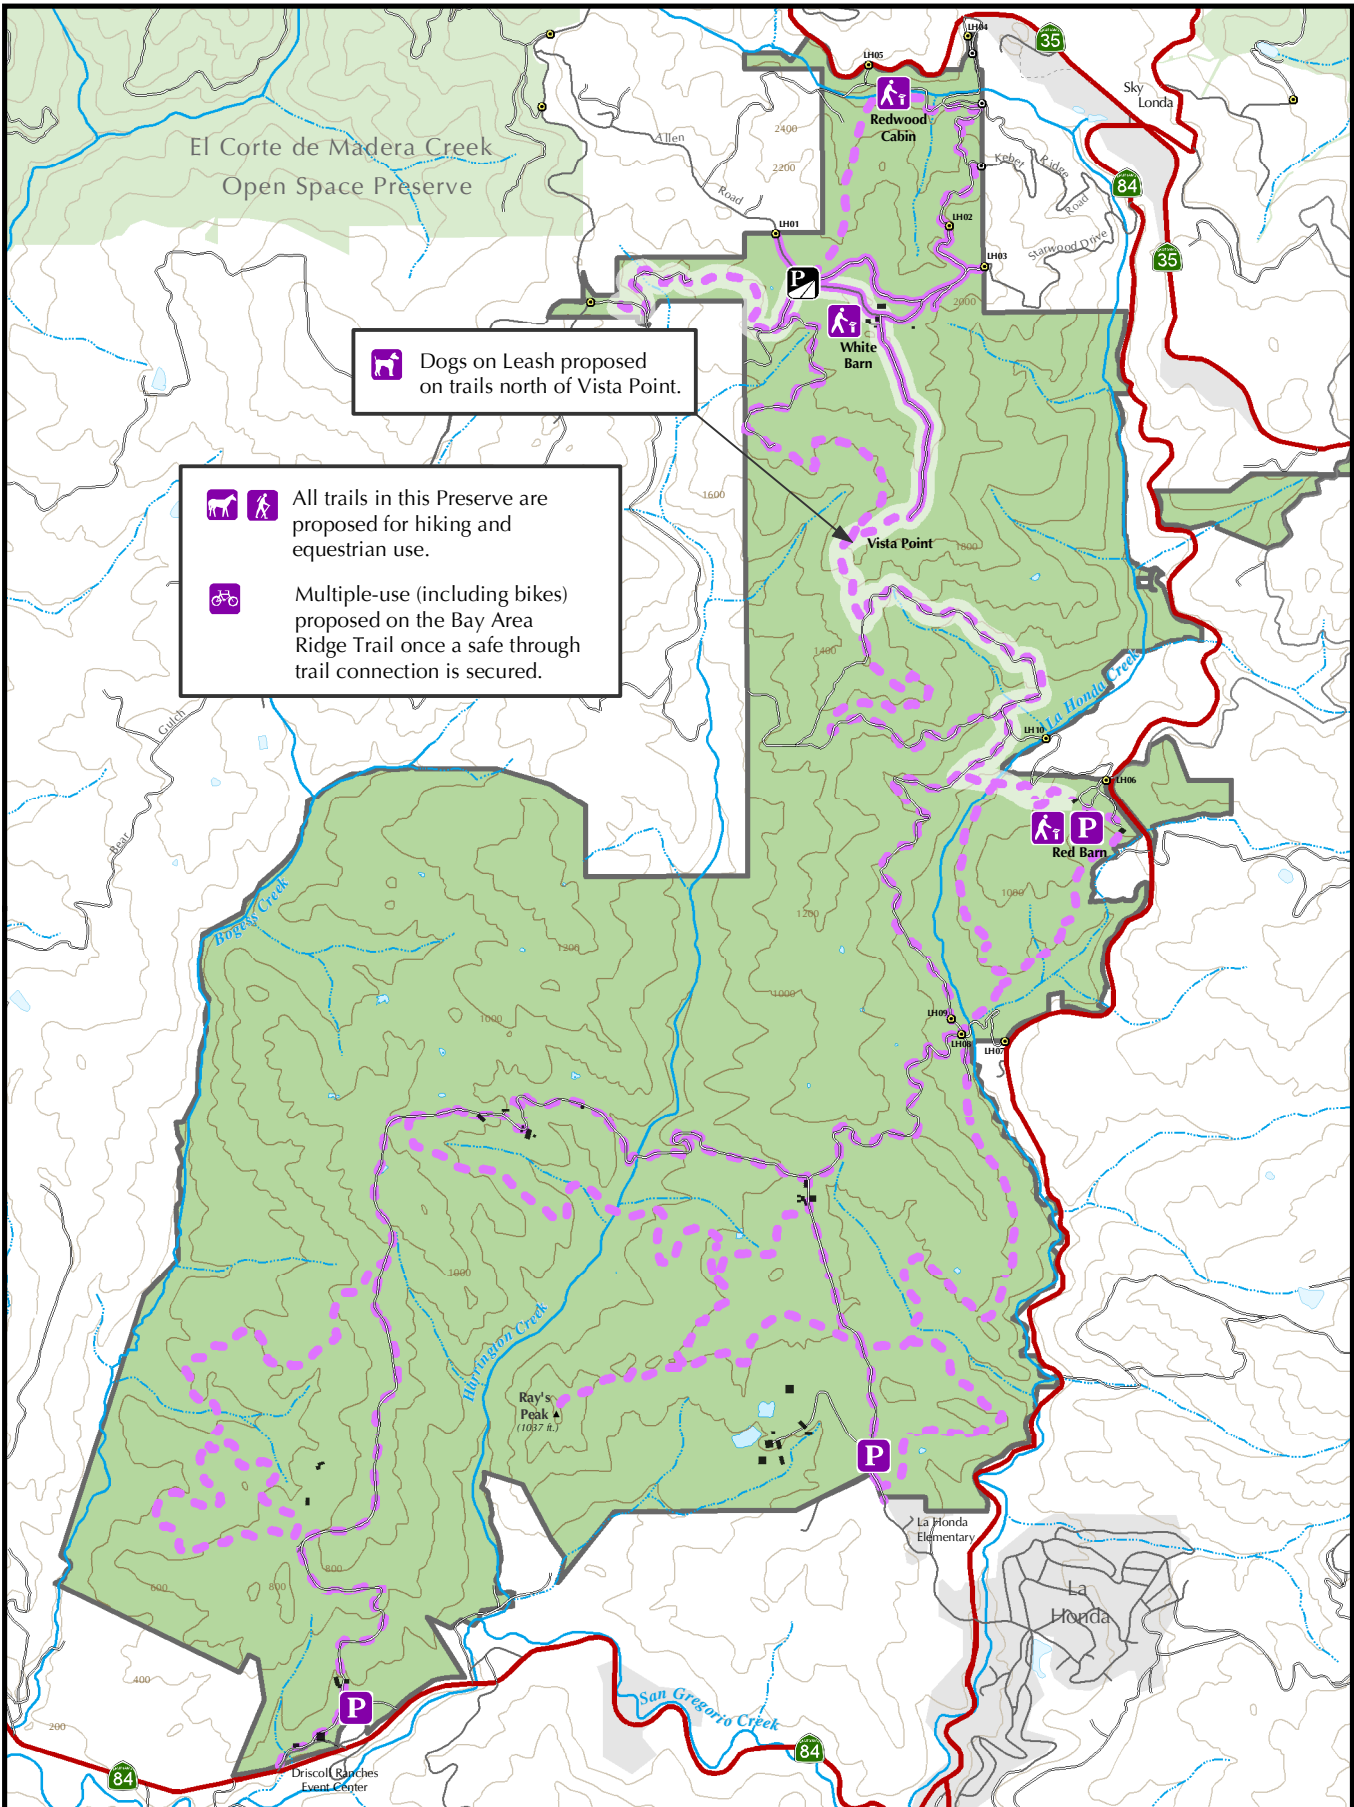 LH04
35
LH05
Sky
Londa
Redwood
Cabin
2400
Allen
El Corte de Madera Creek
Open Space Preserve
2200
Kebet
Ridge
Road
84
Road
LH02
LH01
Starwood Drive
35
LH03
P
2000
White
Barn
Dogs on Leash proposed
on trails north of Vista Point.
All trails in this Preserve are
proposed for hiking and
equestrian use.
1600
Vista Point
1800
Multiple-use (including bikes)
proposed on the Bay Area
Ridge Trail once a safe through
trail connection is secured.
1400
La Honda Creek
Gulch
LH10
LH06
P
Red Barn
Bear
1000
Bogess Creek
1200
1200
1000
1000
LH09
LH08
LH07
1000
Harrington Creek
Ray's
Peak
(1037 ft.)
P
La Honda
Elementary
800
600
800
La
Honda
400
P
San Gregorio Creek
200
84
84
Driscoll Ranches
Event Center